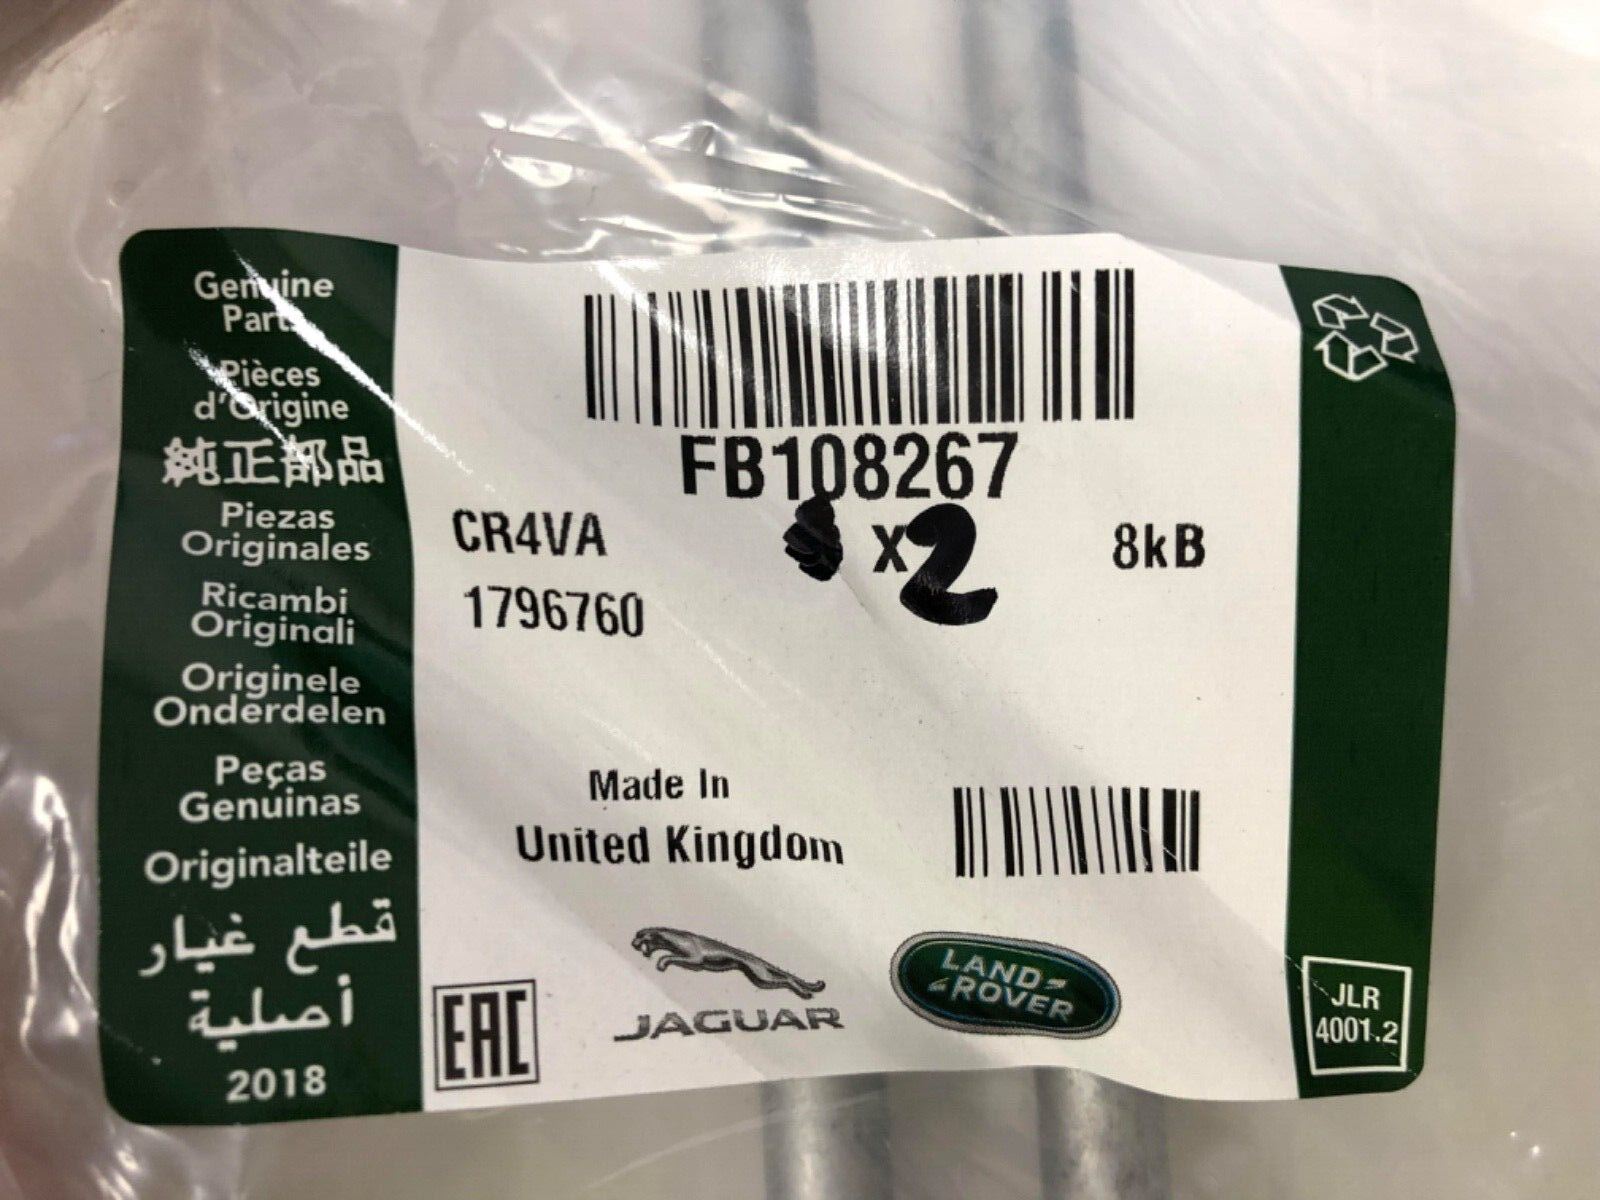 Genuine
Parts
Pièces
d'Origine
純正部品
Piezas
Originales
Ricambi
Originali
Originele
Onderdelen
Peças
Genuinas
Originalteile
قطع غيار
أصلية
2018
FB108267
CR4VA
X2
8kB
1796760
Made In
United Kingdom
EAC
JAGUAR
LAND
ROVER
JLR
4001.2